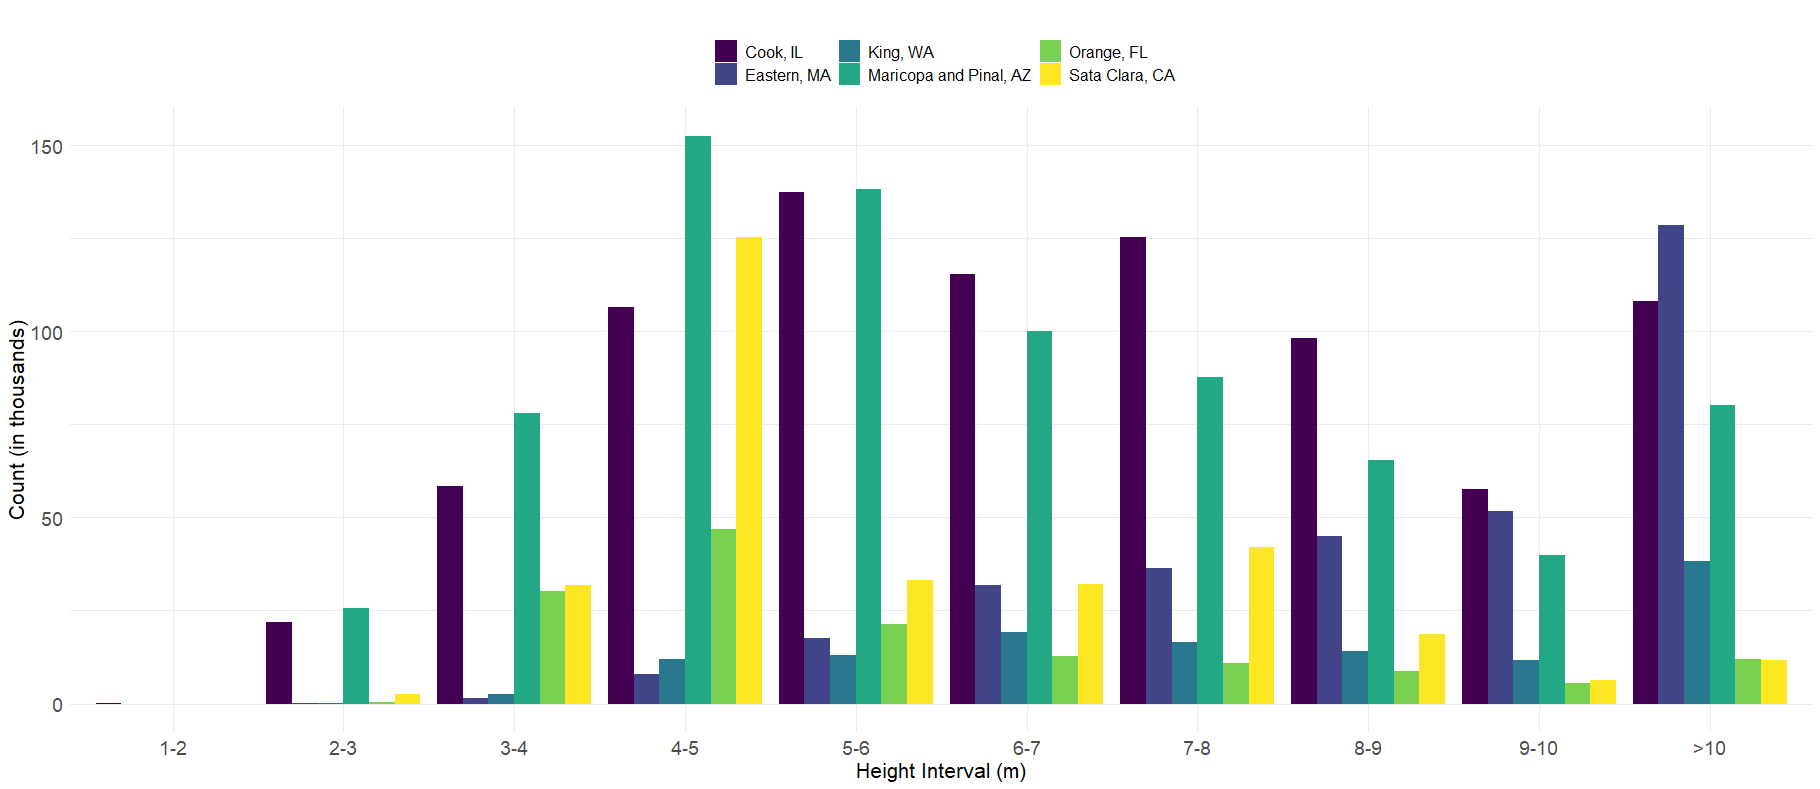 Cook, IL King, WA Orange, FL
Eastern, MA Maricopa and Pinal, AZ Sata Clara, CA
Count (in thousands)
150
100
50
0
1-2 2-3 3-4 4-5 5-6 6-7 7-8 8-9 9-10 >10
Height Interval (m)